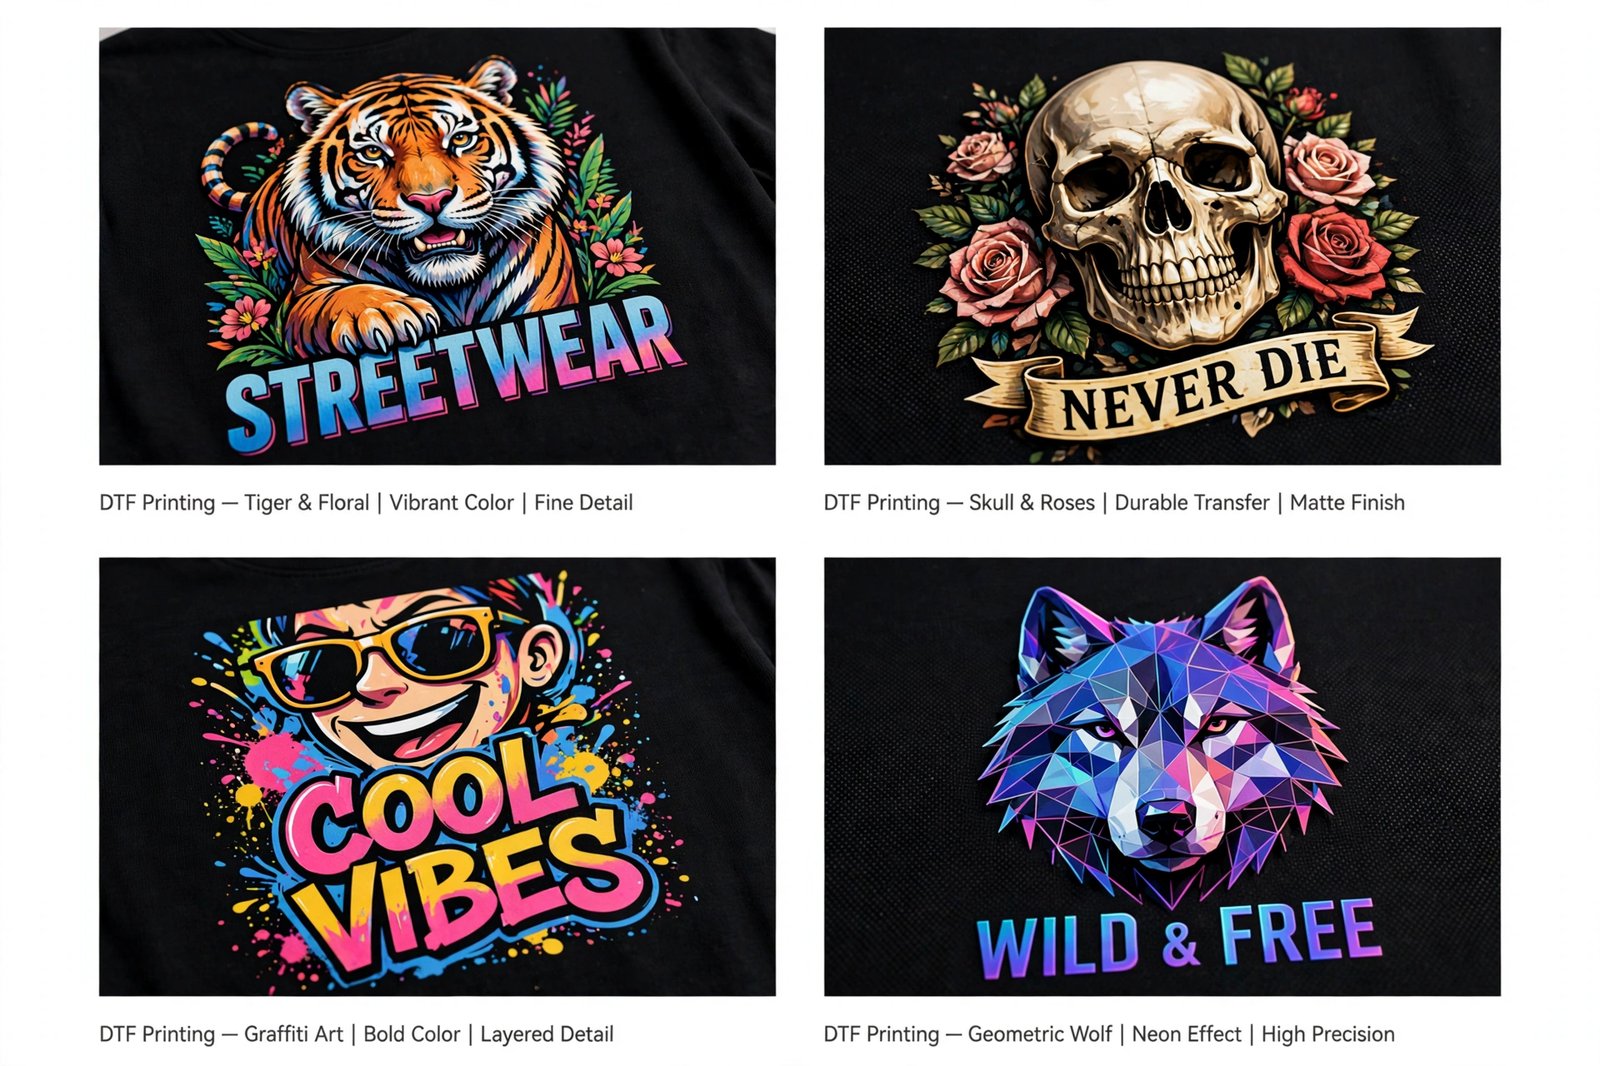 STREETWEAR
NEVER DIE
DTF Printing — Tiger & Floral | Vibrant Color | Fine Detail
DTF Printing — Skull & Roses | Durable Transfer | Matte Finish
COOL
VIBES
WILD & FREE
DTF Printing — Graffiti Art | Bold Color | Layered Detail
DTF Printing — Geometric Wolf | Neon Effect | High Precision